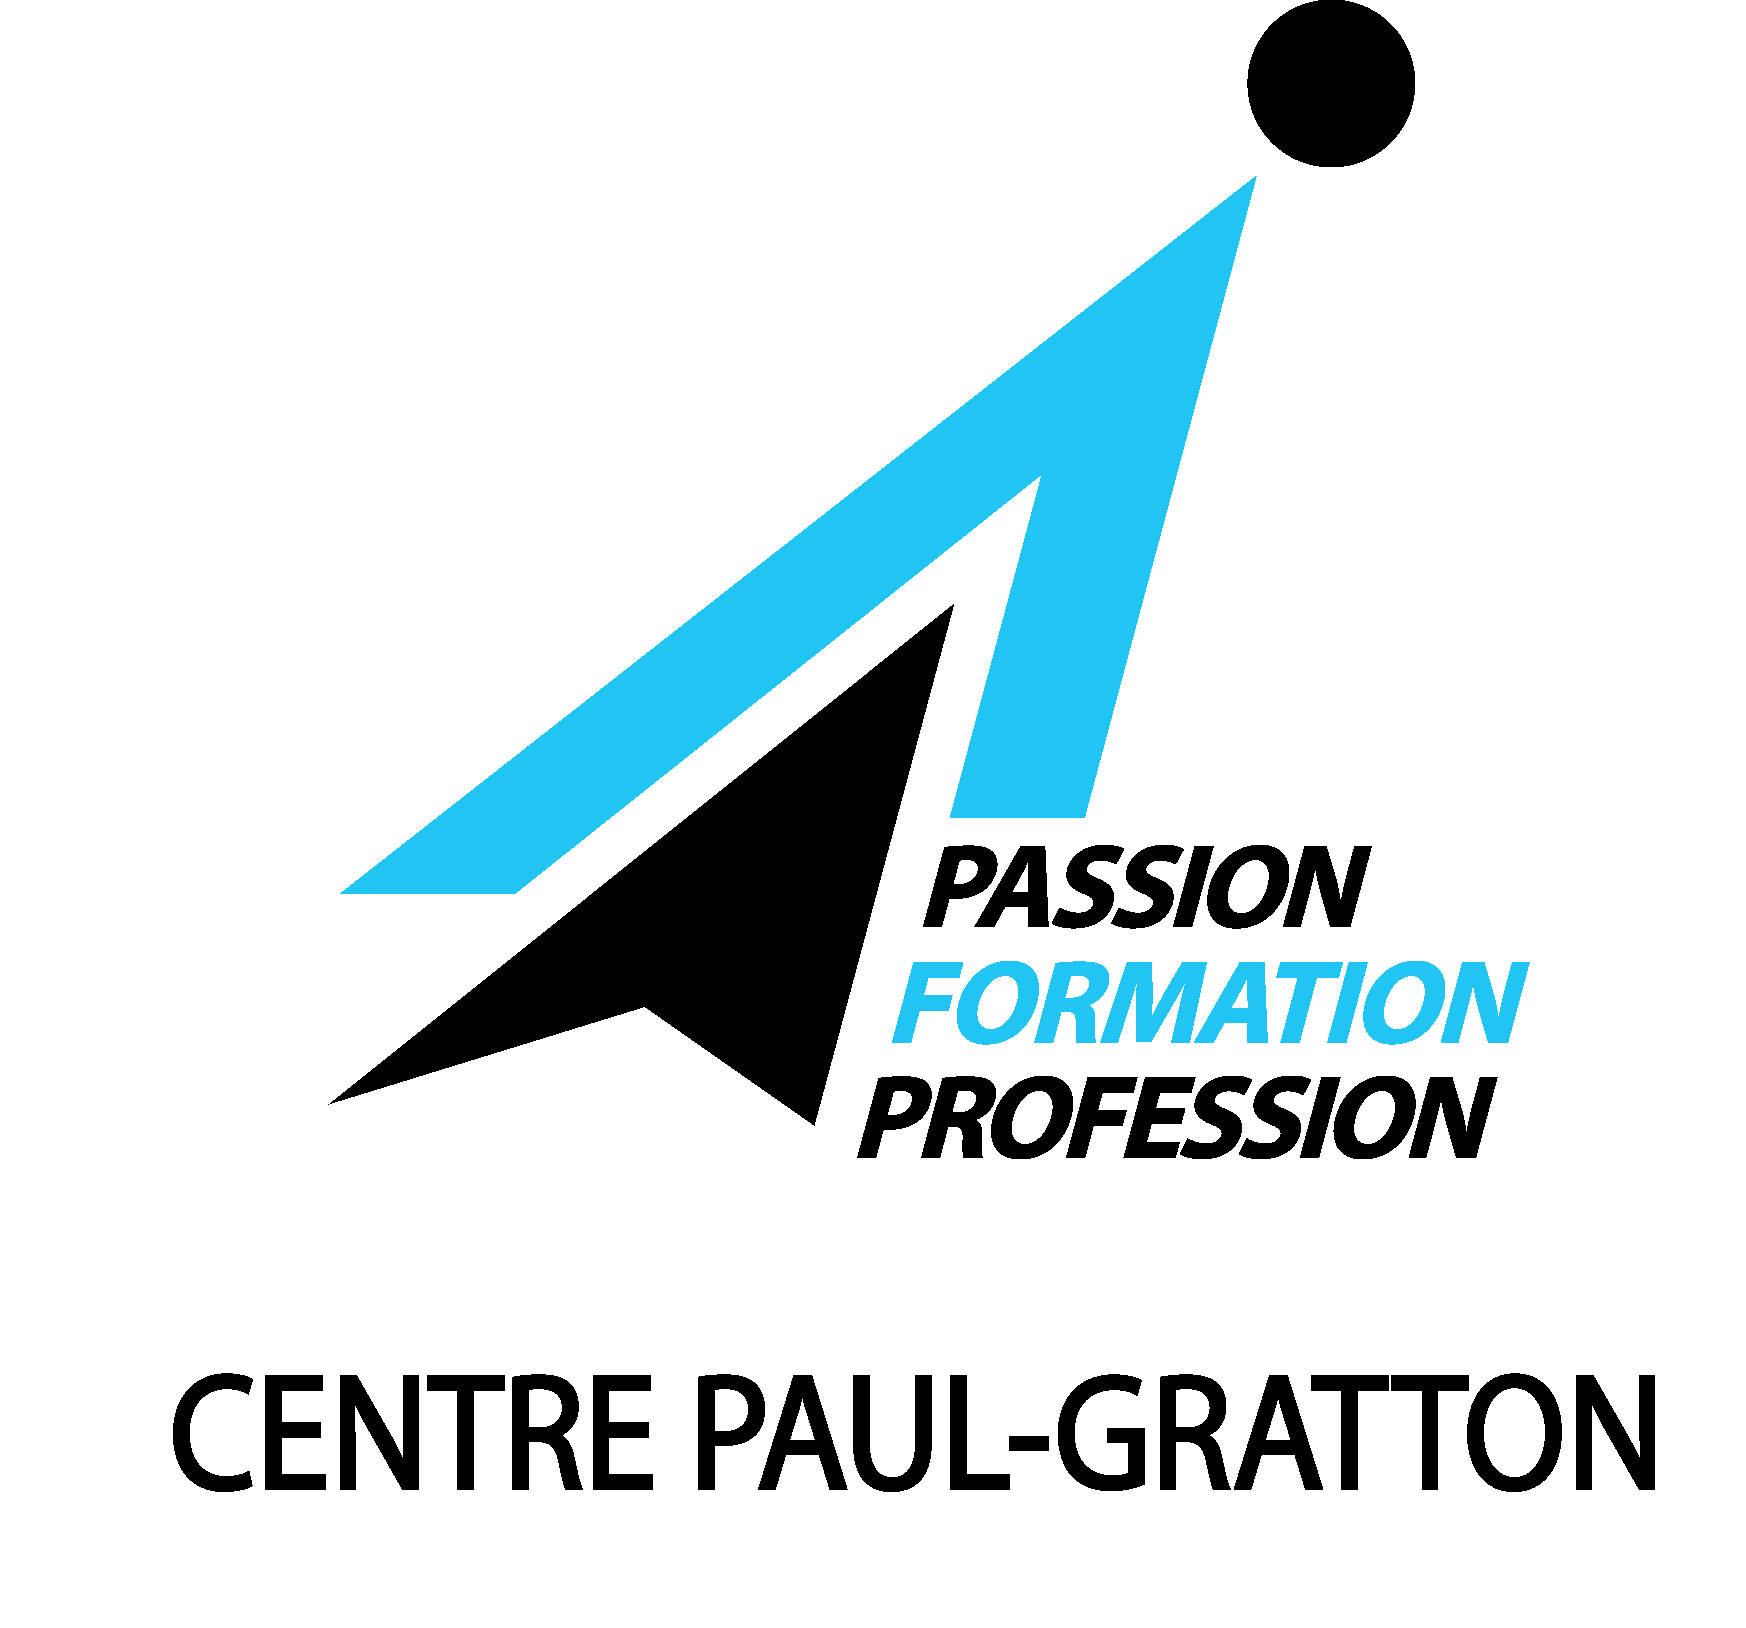 PASSION
FORMATION
PROFESSION
CENTRE PAUL-GRATTON